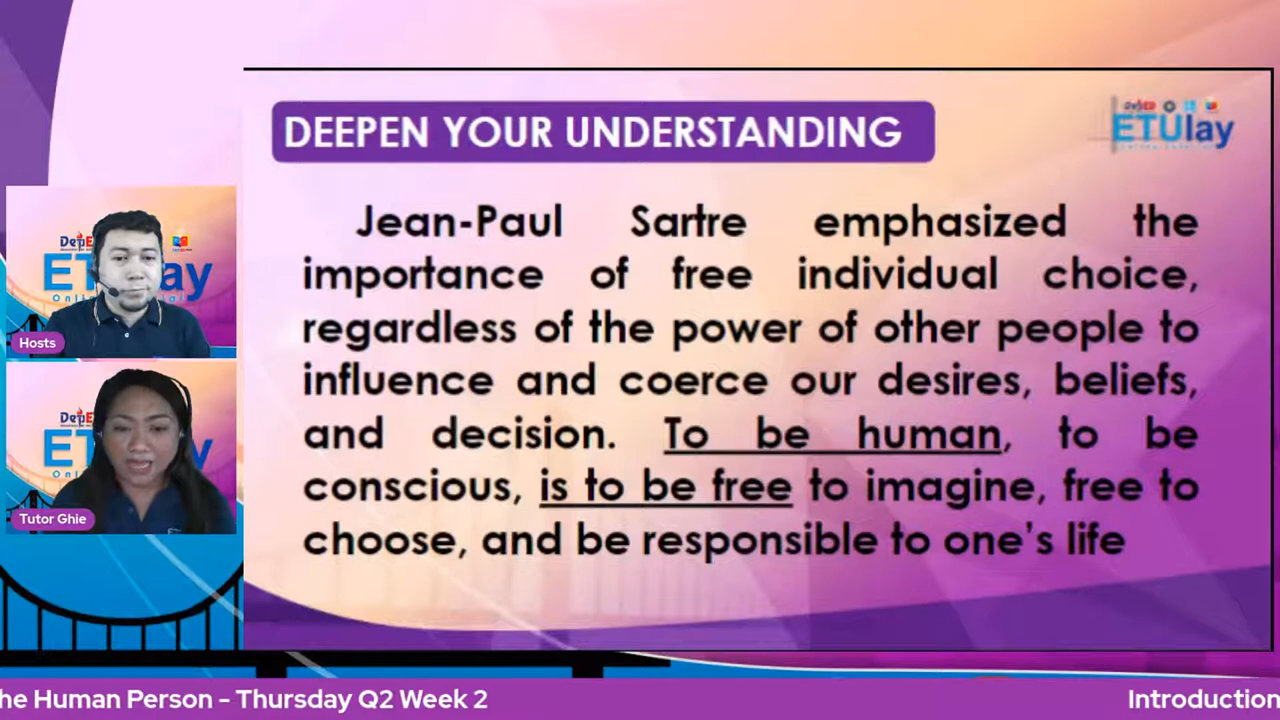 DEEPEN YOUR UNDERSTANDING
DepED
ETUlay
Jean-Paul Sartre emphasized the
importance of free individual choice,
regardless of the power of other people to
influence and coerce our desires, beliefs,
and decision. To be human, to be
conscious, is to be free to imagine, free to
choose, and be responsible to one's life
Hosts
Tutor Ghie
he Human Person - Thursday Q2 Week 2
Introduction